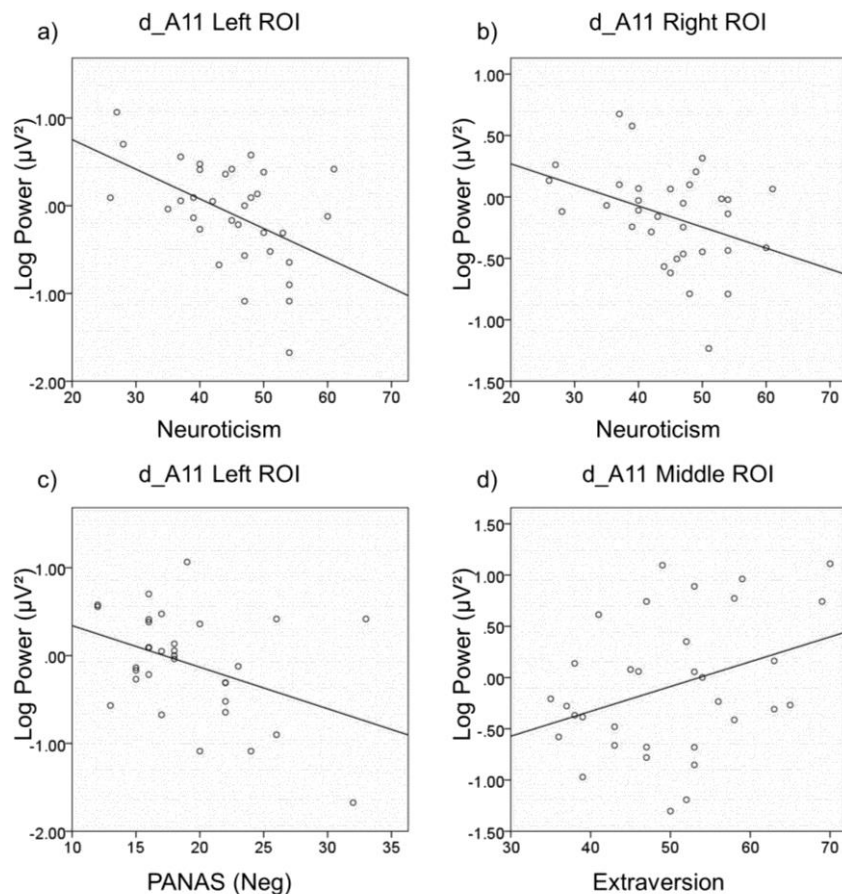 a) d_A11 Left ROI
Log Power (µV²)
1.00
.00
-1.00
-2.00
20 30 40 50 60 70
Neuroticism
b) d_A11 Right ROI
Log Power (µV²)
1.00
.50
.00
-.50
-1.00
-1.50
20 30 40 50 60 70
Neuroticism
c) d_A11 Left ROI
Log Power (µV²)
1.00
.00
-1.00
-2.00
10 15 20 25 30 35
PANAS (Neg)
d) d_A11 Middle ROI
Log Power (µV²)
1.50
1.00
.50
.00
-.50
-1.00
-1.50
30 40 50 60 70
Extraversion